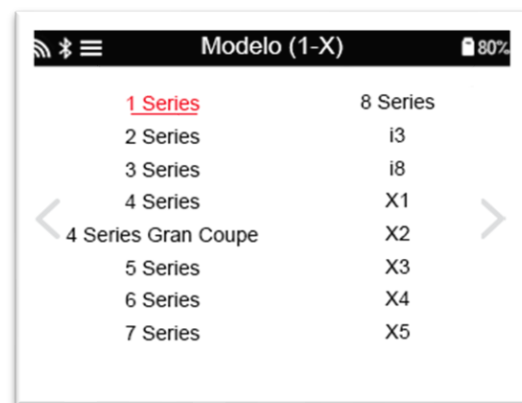 Modelo (1-X)
80%
1 Series
2 Series
3 Series
4 Series
4 Series Gran Coupe
5 Series
6 Series
7 Series
8 Series
i3
i8
X1
X2
X3
X4
X5